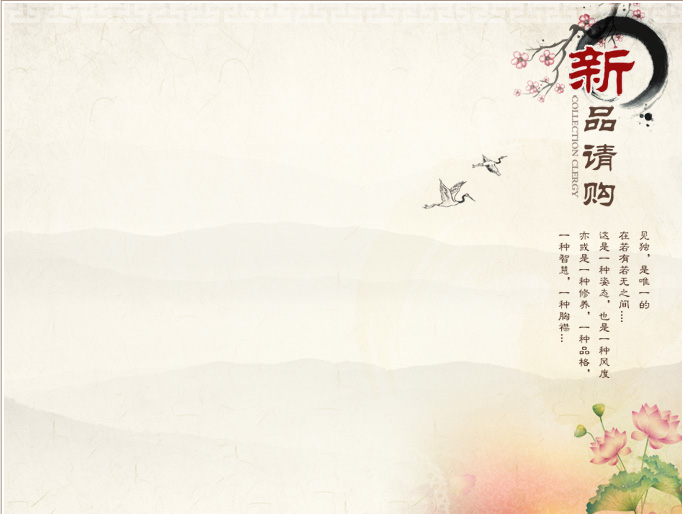 新品请购
COLLECTION CLERGY
见独，是唯一的
在若有若无之间……
这是一种姿态，也是一种风度
亦或是一种修养，一种品格，
一种智慧，一种胸襟…